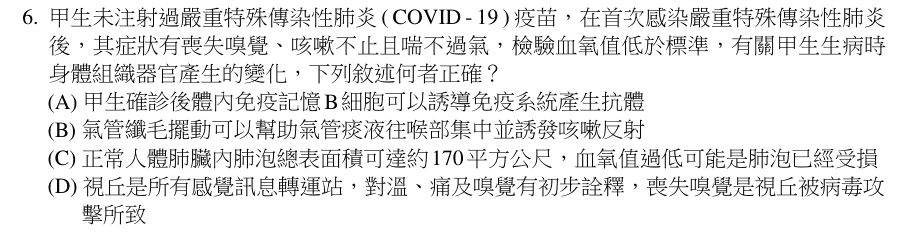 6. 甲生未注射過嚴重特殊傳染性肺炎 ( COVID - 19 ) 疫苗，在首次感染嚴重特殊傳染性肺炎
後，其症狀有喪失嗅覺、咳嗽不止且喘不過氣，檢驗血氧值低於標準，有關甲生生病時
身體組織器官產生的變化，下列敘述何者正確？
(A) 甲生確診後體內免疫記憶 B 細胞可以誘導免疫系統產生抗體
(B) 氣管纖毛擺動可以幫助氣管痰液往喉部集中並誘發咳嗽反射
(C) 正常人體肺臟內肺泡總表面積可達約 170 平方公尺，血氧值過低可能是肺泡已經受損
(D) 視丘是所有感覺訊息轉運站，對溫、痛及嗅覺有初步詮釋，喪失嗅覺是視丘被病毒攻
擊所致